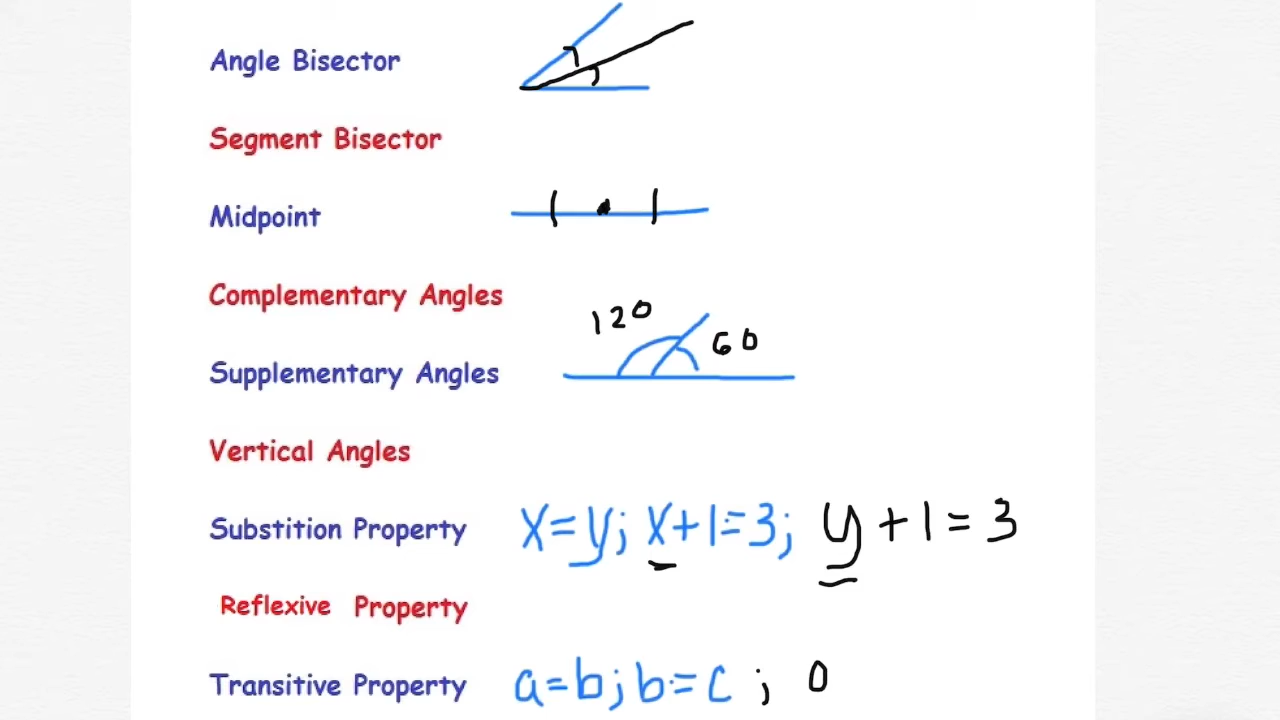 Angle Bisector
Segment Bisector
Midpoint
Complementary Angles
120
60
Supplementary Angles
Vertical Angles
Substition Property x=y; x+1=3; y+1=3
Reflexive Property
Transitive Property a=b; b=c ; 0